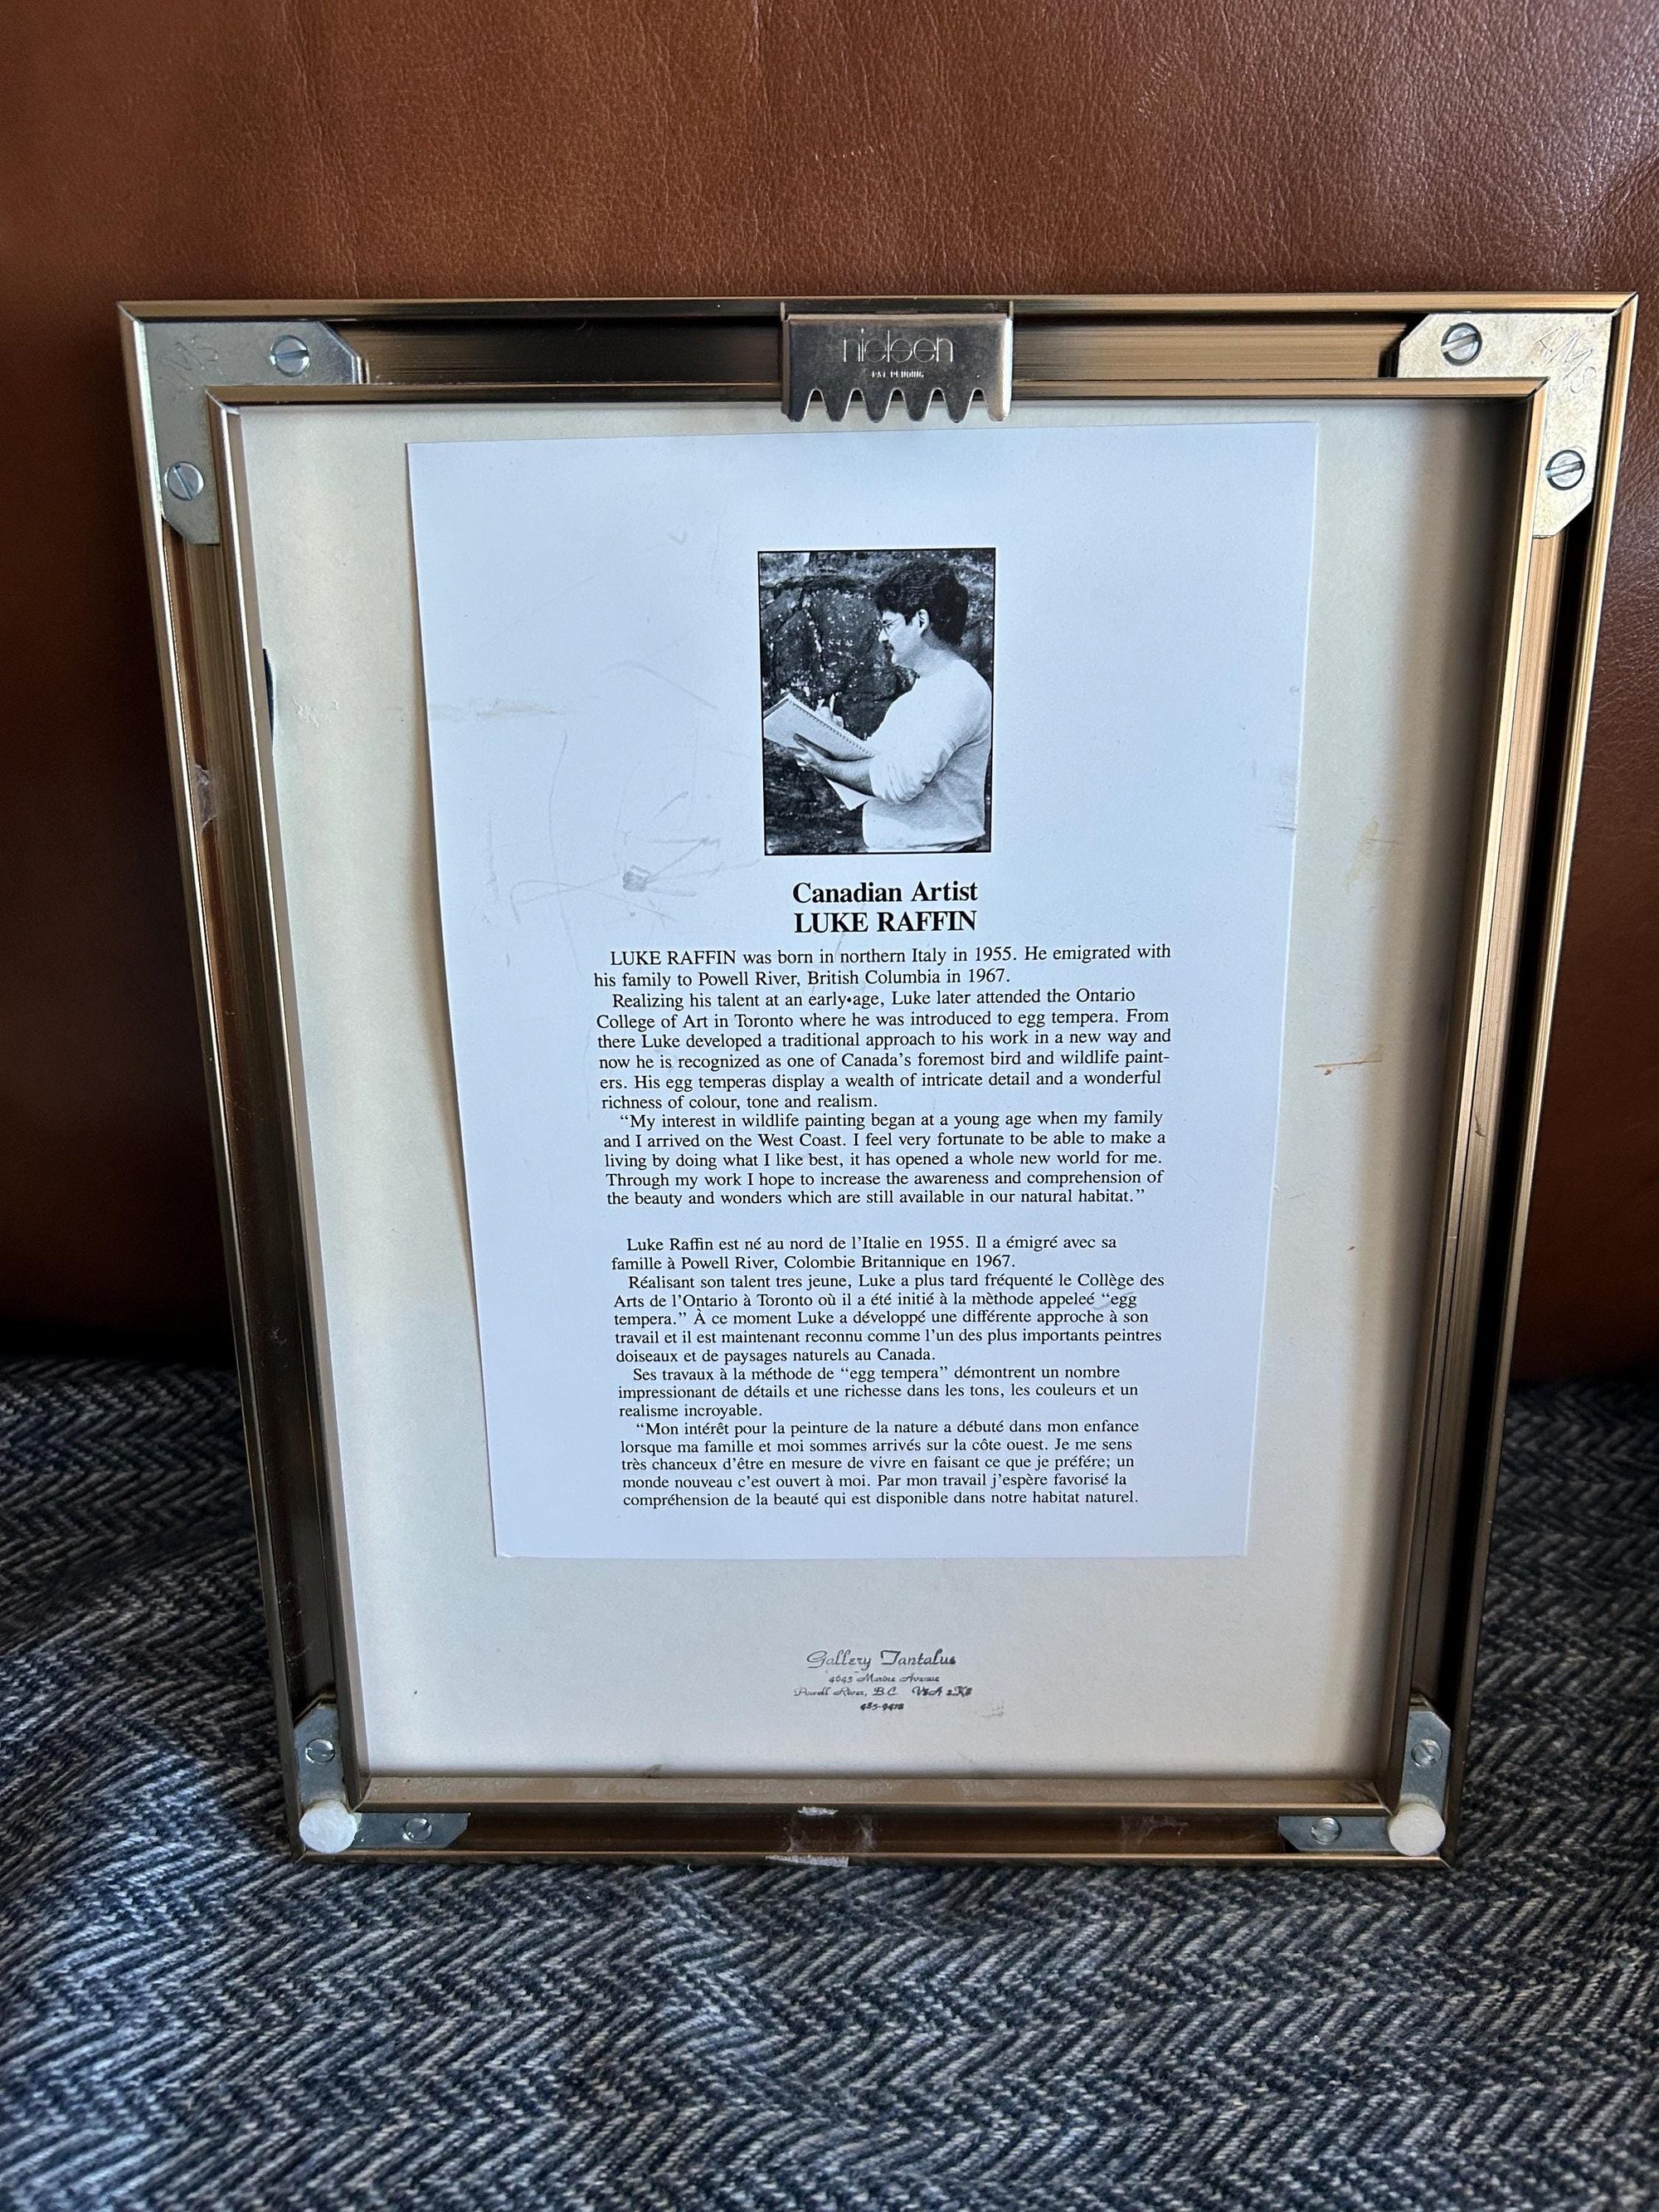 nielsen
PAT PENDING
Canadian Artist
LUKE RAFFIN
LUKE RAFFIN was born in northern Italy in 1955. He emigrated with
his family to Powell River, British Columbia in 1967.
Realizing his talent at an early•age, Luke later attended the Ontario
College of Art in Toronto where he was introduced to egg tempera. From
there Luke developed a traditional approach to his work in a new way and
now he is recognized as one of Canada's foremost bird and wildlife paint-
ers. His egg temperas display a wealth of intricate detail and a wonderful
richness of colour, tone and realism.
“My interest in wildlife painting began at a young age when my family
and I arrived on the West Coast. I feel very fortunate to be able to make a
living by doing what I like best, it has opened a whole new world for me.
Through my work I hope to increase the awareness and comprehension of
the beauty and wonders which are still available in our natural habitat.”
Luke Raffin est né au nord de l'Italie en 1955. Il a émigré avec sa
famille à Powell River, Colombie Britannique en 1967.
Réalisant son talent tres jeune, Luke a plus tard fréquenté le Collège des
Arts de l'Ontario à Toronto où il a été initié à la mèthode appeleé “egg
tempera.” À ce moment Luke a développé une différente approche à son
travail et il est maintenant reconnu comme l'un des plus importants peintres
doiseaux et de paysages naturels au Canada.
Ses travaux à la méthode de “egg tempera” démontrent un nombre
impressionant de détails et une richesse dans les tons, les couleurs et un
realisme incroyable.
“Mon intérêt pour la peinture de la nature a débuté dans mon enfance
lorsque ma famille et moi sommes arrivés sur la côte ouest. Je me sens
très chanceux d'être en mesure de vivre en faisant ce que je préfére; un
monde nouveau c'est ouvert à moi. Par mon travail j'espère favorisé la
compréhension de la beauté qui est disponible dans notre habitat naturel.
Gallery Tantalus
4643 Marine Avenue
Powell River, B.C.